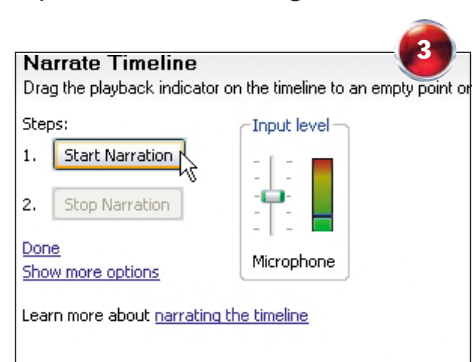 3
Narrate Timeline
Drag the playback indicator on the timeline to an empty point or
Steps:
Input level
1. Start Narration
2. Stop Narration
Done
Show more options
Microphone
Learn more about narrating the timeline